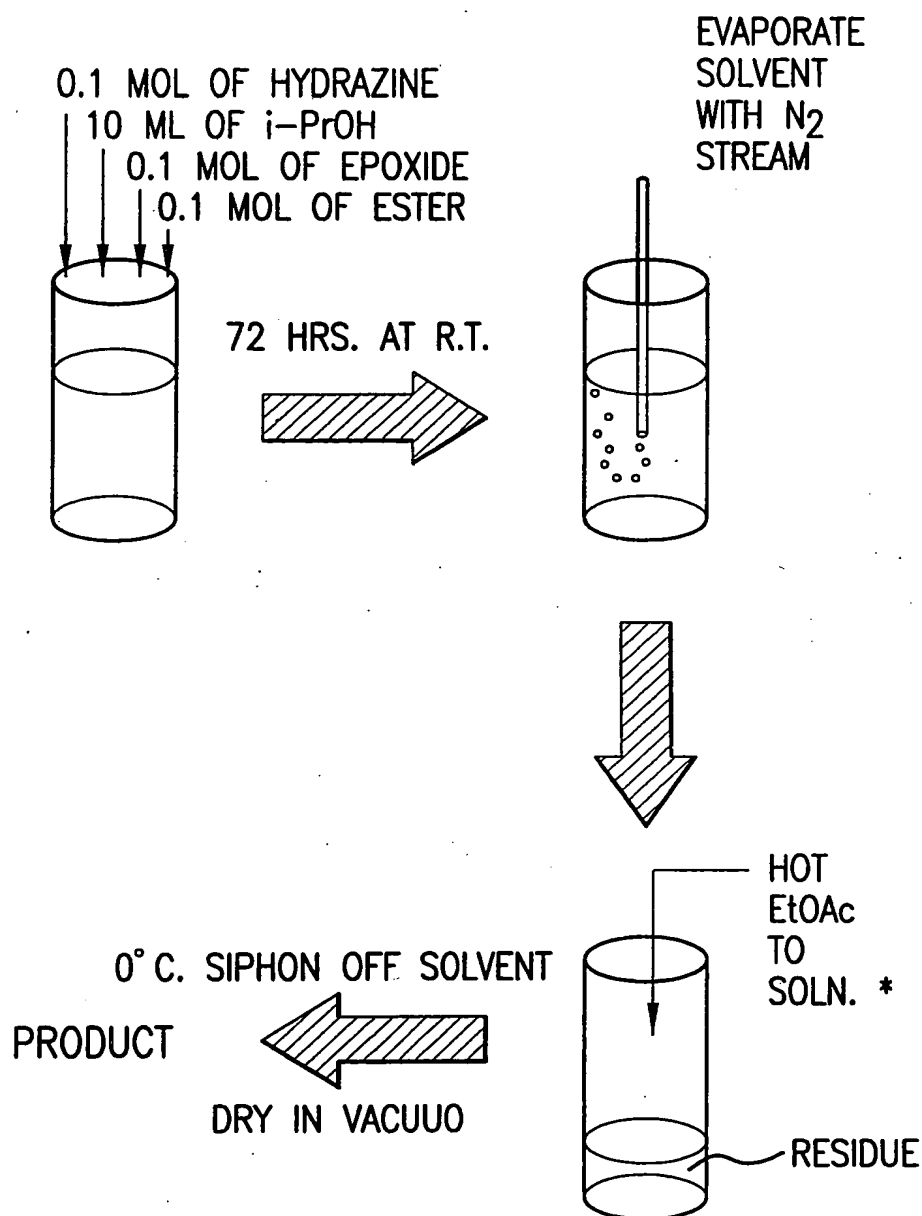 0.1 MOL OF HYDRAZINE
10 ML OF i-PrOH
0.1 MOL OF EPOXIDE
0.1 MOL OF ESTER
EVAPORATE
SOLVENT
WITH N2
STREAM
72 HRS. AT R.T.
HOT
EtOAc
TO
SOLN. *
0°C. SIPHON OFF SOLVENT
PRODUCT
DRY IN VACUUO
RESIDUE